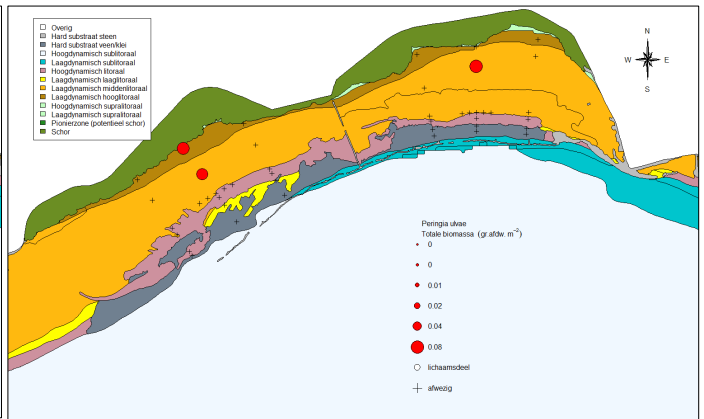 Overig
Hard substraat steen
Hard substraat veen/klei
Hoogdynamisch sublitoraal
Laagdynamisch sublitoraal
Hoogdynamisch litoraal
Laagdynamisch laaglitoraal
Laagdynamisch middenlitoraal
Laagdynamisch hooglitoraal
Hoogdynamisch supralitoraal
Laagdynamisch supralitoraal
Pionierzone (potentieel schor)
Schor
N
W E
S
Peringia ulvae
Totale biomassa (gr.afdw. m⁻²)
0
0
0.01
0.02
0.04
0.08
lichaamsdeel
afwezig